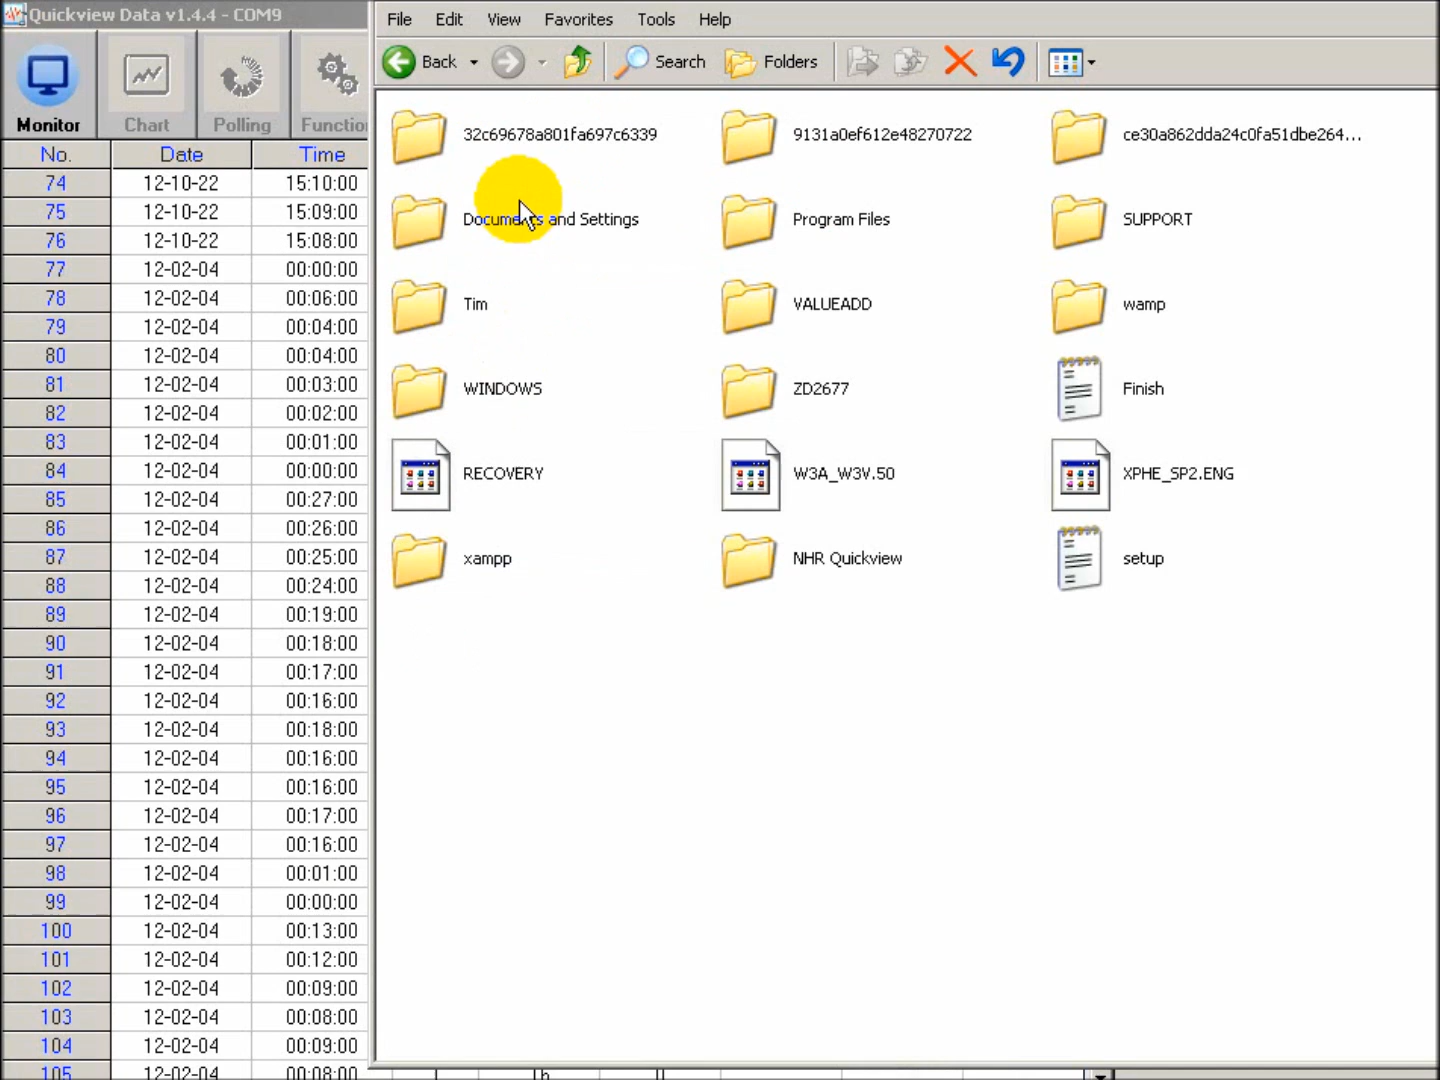 Quickview Data v1.4.4 - COM9
Monitor
Chart
Polling
Functio
No. Date Time
74 12-10-22 15:10:00
75 12-10-22 15:09:00
76 12-10-22 15:08:00
77 12-02-04 00:00:00
78 12-02-04 00:06:00
79 12-02-04 00:04:00
80 12-02-04 00:04:00
81 12-02-04 00:03:00
82 12-02-04 00:02:00
83 12-02-04 00:01:00
84 12-02-04 00:00:00
85 12-02-04 00:27:00
86 12-02-04 00:26:00
87 12-02-04 00:25:00
88 12-02-04 00:24:00
89 12-02-04 00:19:00
90 12-02-04 00:18:00
91 12-02-04 00:17:00
92 12-02-04 00:16:00
93 12-02-04 00:18:00
94 12-02-04 00:16:00
95 12-02-04 00:16:00
96 12-02-04 00:17:00
97 12-02-04 00:16:00
98 12-02-04 00:01:00
99 12-02-04 00:00:00
100 12-02-04 00:13:00
101 12-02-04 00:12:00
102 12-02-04 00:09:00
103 12-02-04 00:08:00
104 12-02-04 00:09:00
105 12-02-04 00:08:00
File Edit View Favorites Tools Help
Back Search Folders
32c69678a801fa697c6339 9131a0ef612e48270722 ce30a862dda24c0fa51dbe264...
Documents and Settings Program Files SUPPORT
Tim VALUEADD wamp
WINDOWS ZD2677 Finish
RECOVERY W3A_W3V.50 XPHE_SP2.ENG
xampp NHR Quickview setup